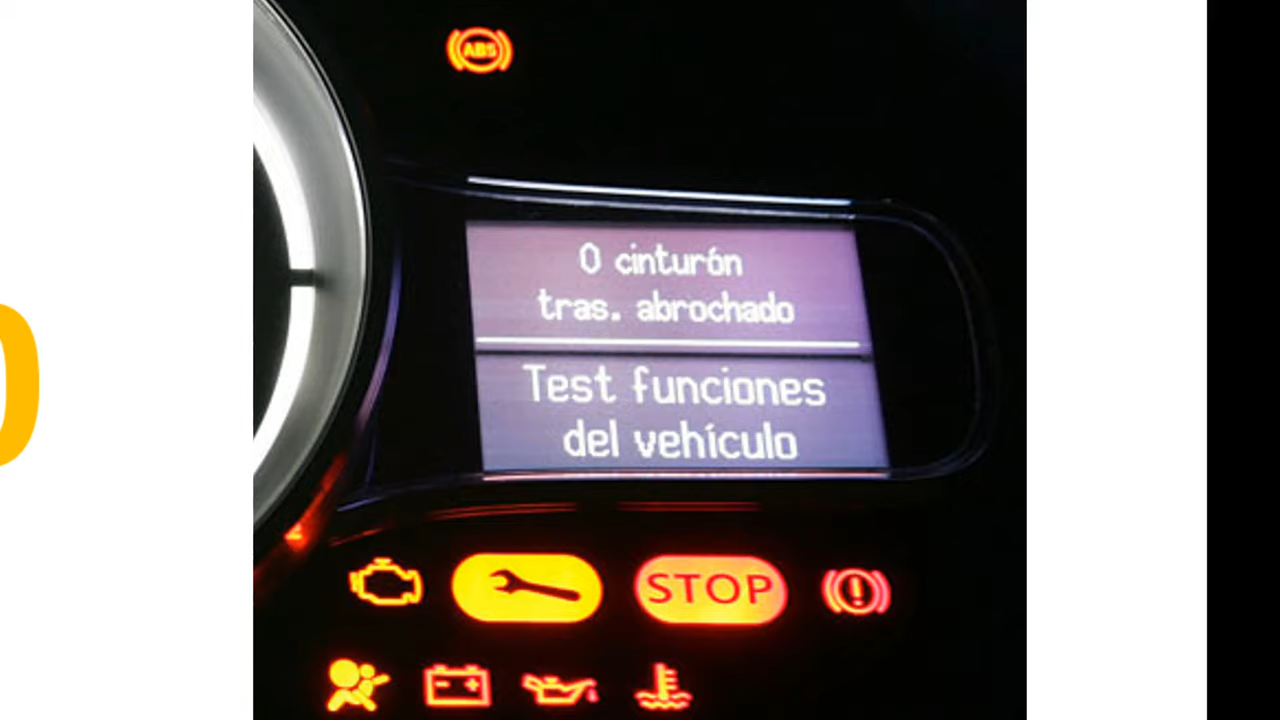 ABS
0 cinturón
tras. abrochado
Test funciones
del vehículo
STOP